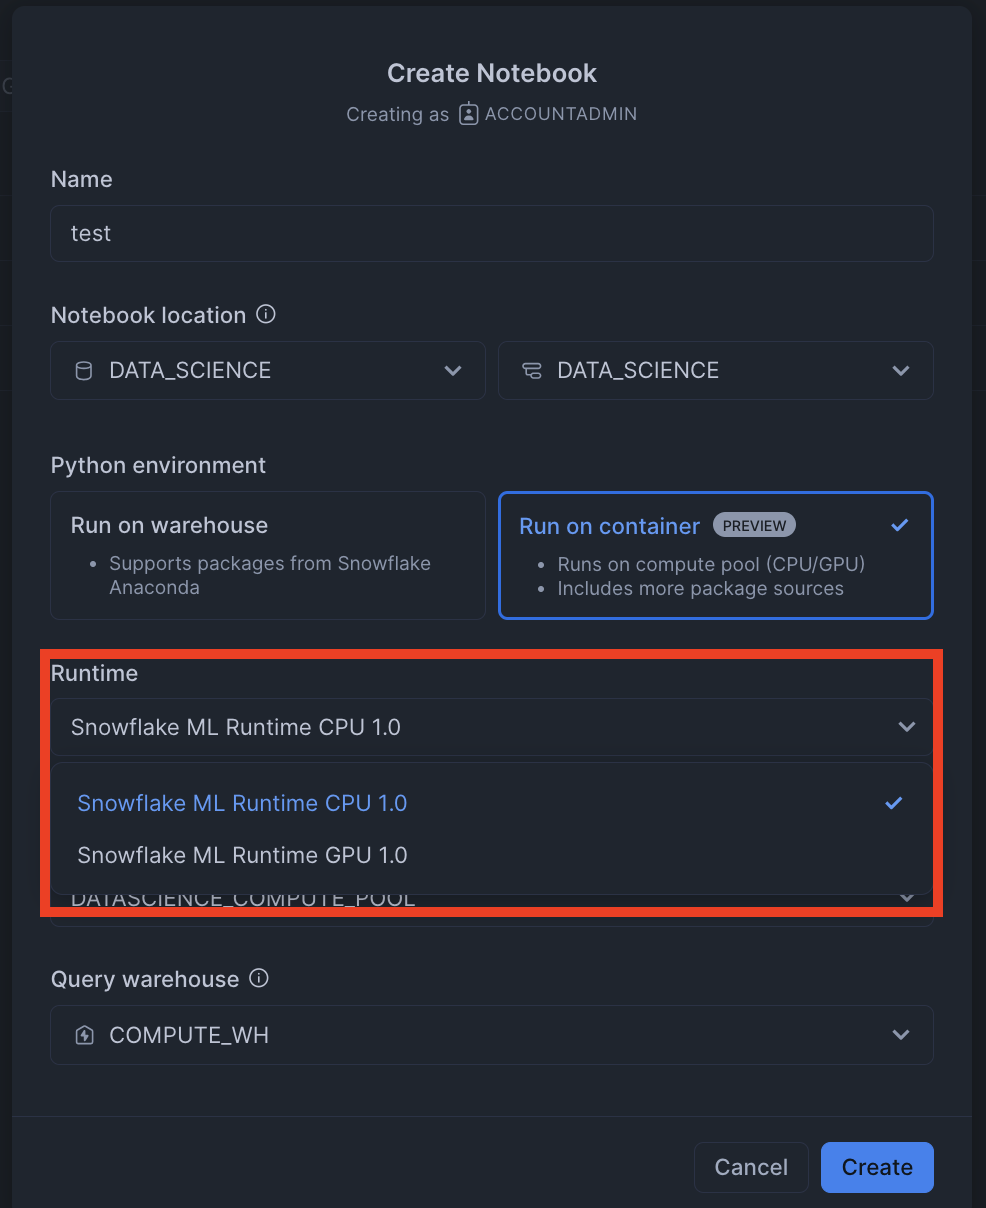 Create Notebook
Creating as ACCOUNTADMIN
Name
test
Notebook location
DATA_SCIENCE DATA_SCIENCE
Python environment
Run on warehouse
• Supports packages from Snowflake
Anaconda
Run on container PREVIEW
• Runs on compute pool (CPU/GPU)
• Includes more package sources
Runtime
Snowflake ML Runtime CPU 1.0
Snowflake ML Runtime CPU 1.0
Snowflake ML Runtime GPU 1.0
DATASCIENCE_COMPUTE_POOL
Query warehouse
COMPUTE_WH
Cancel Create